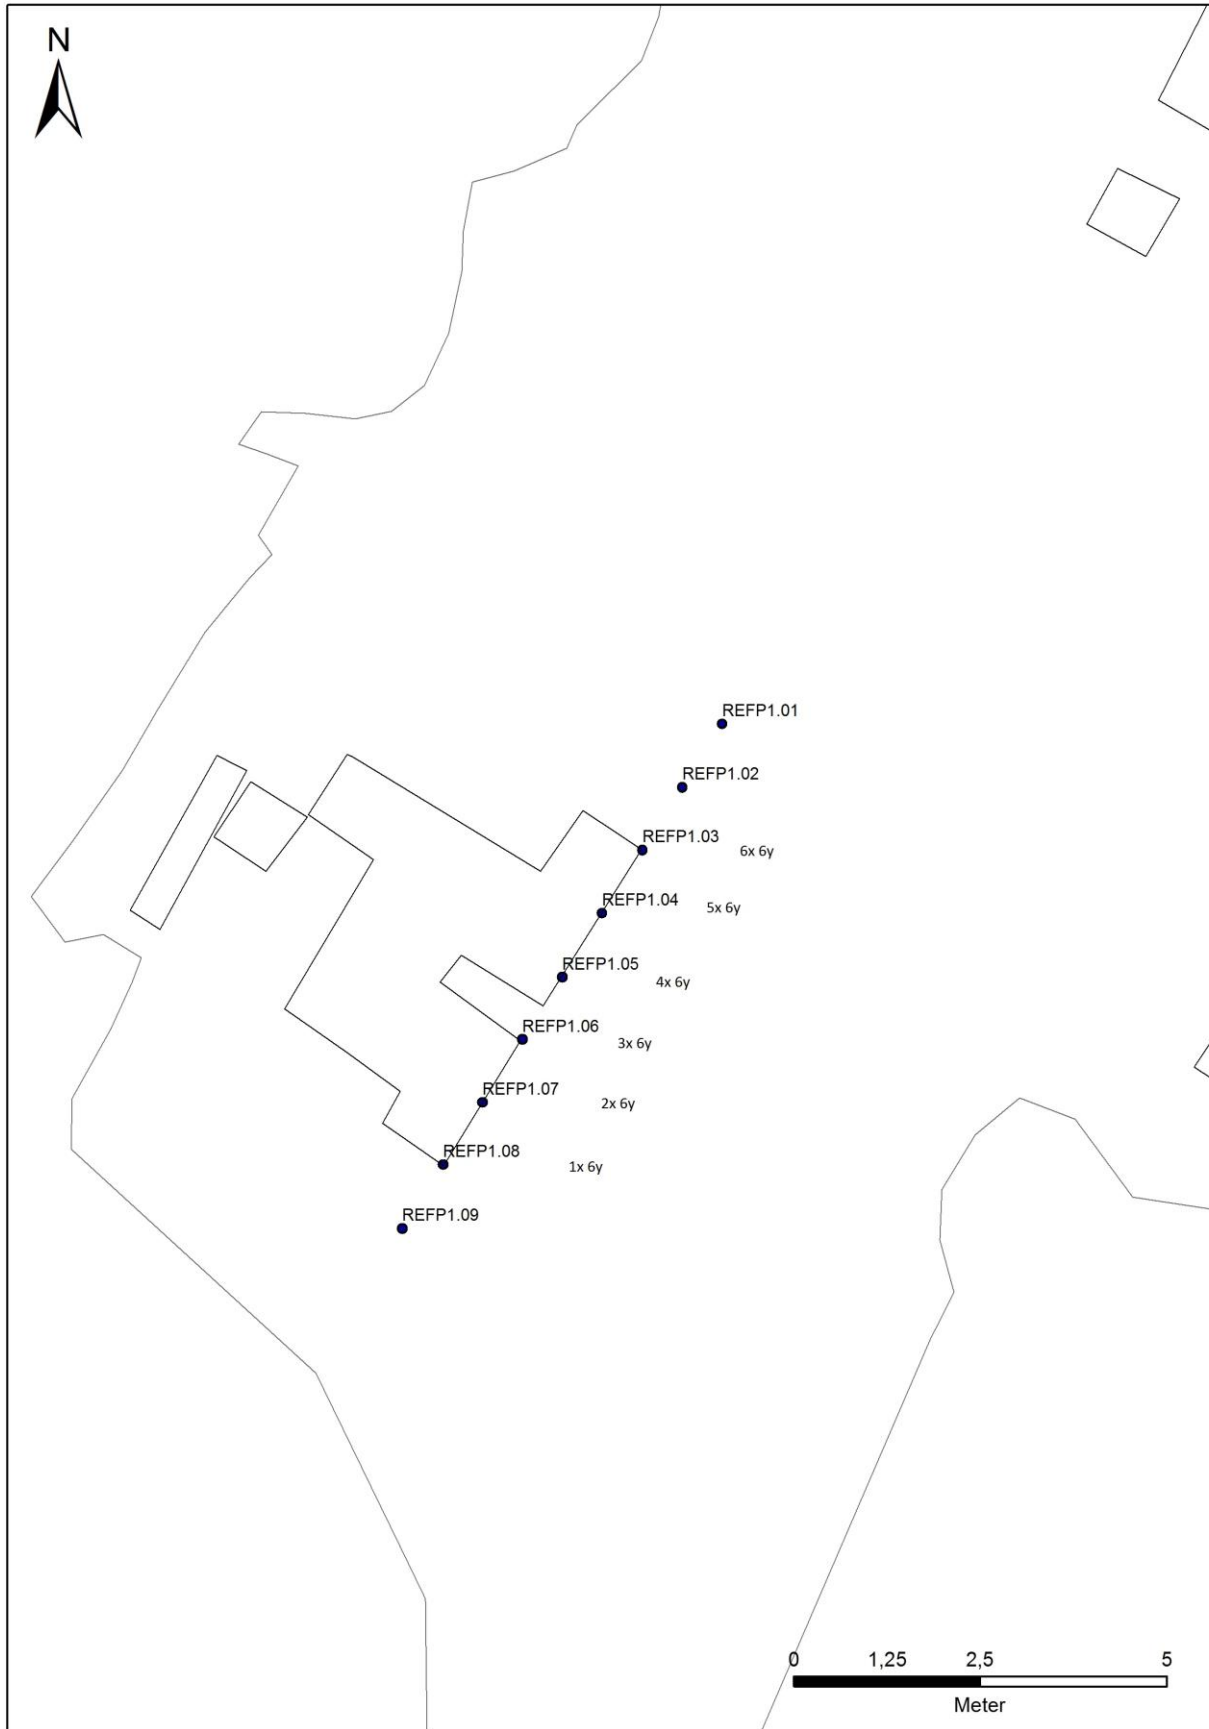 N
REFP1.01
REFP1.02
REFP1.03
6x 6y
REFP1.04
5x 6y
REFP1.05
4x 6y
REFP1.06
3x 6y
REFP1.07
2x 6y
REFP1.08
1x 6y
REFP1.09
0 1,25 2,5 5
Meter